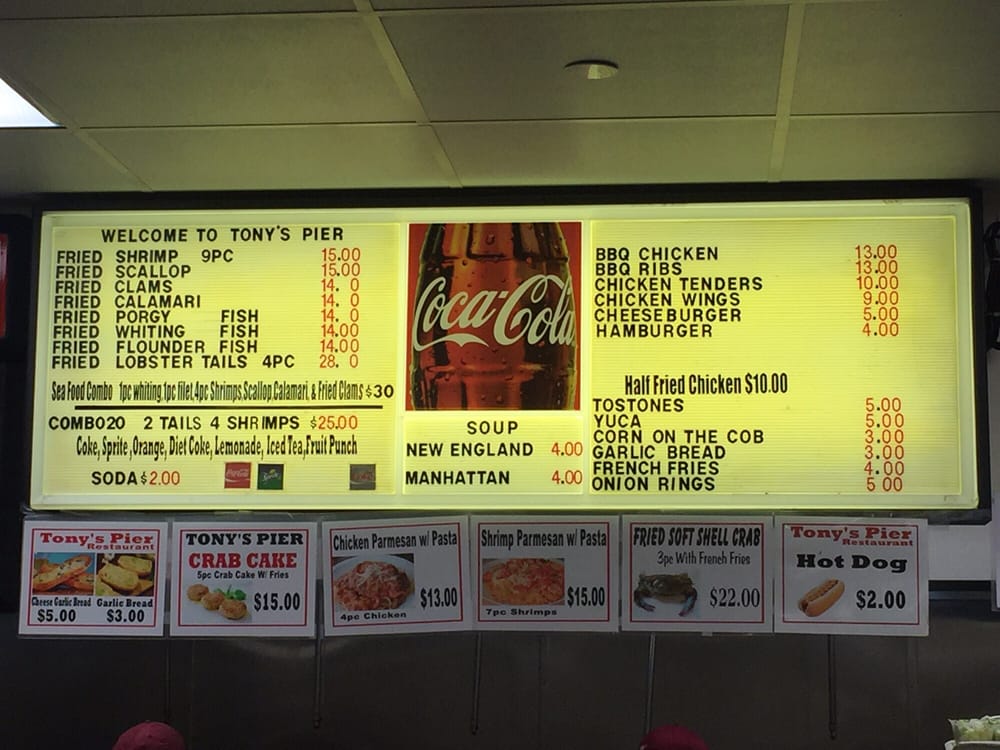 WELCOME TO TONY'S PIER
FRIED SHRIMP 9PC 15.00
FRIED SCALLOP 15.00
FRIED CLAMS 14. 0
FRIED CALAMARI 14. 0
FRIED PORGY FISH 14. 0
FRIED WHITING FISH 14.00
FRIED FLOUNDER FISH 14.00
FRIED LOBSTER TAILS 4PC 28. 0
Sea Food Combo 1pc whiting,1pc filet,4pc Shrimps,Scallop,Calamari, & Fried Clams $30
COMBO20 2 TAILS 4 SHRIMPS $25.00
Coke, Sprite, Orange, Diet Coke, Lemonade, Iced Tea, Fruit Punch
SODA $2.00
Coca-Cola
Sprite
Coca-Cola
SOUP
NEW ENGLAND 4.00
MANHATTAN 4.00
BBQ CHICKEN 13.00
BBQ RIBS 13.00
CHICKEN TENDERS 10.00
CHICKEN WINGS 9.00
CHEESEBURGER 5.00
HAMBURGER 4.00
Half Fried Chicken $10.00
TOSTONES 5.00
YUCA 5.00
CORN ON THE COB 3.00
GARLIC BREAD 3.00
FRENCH FRIES 4.00
ONION RINGS 5 00
Tony's Pier
Restaurant
Cheese Garlic Bread Garlic Bread
$5.00 $3.00
TONY'S PIER
CRAB CAKE
5pc Crab Cake W/ Fries
$15.00
Chicken Parmesan w/ Pasta
$13.00
4pc Chicken
Shrimp Parmesan w/ Pasta
$15.00
7pc Shrimps
FRIED SOFT SHELL CRAB
3pc With French Fries
$22.00
Tony's Pier
Restaurant
Hot Dog
$2.00